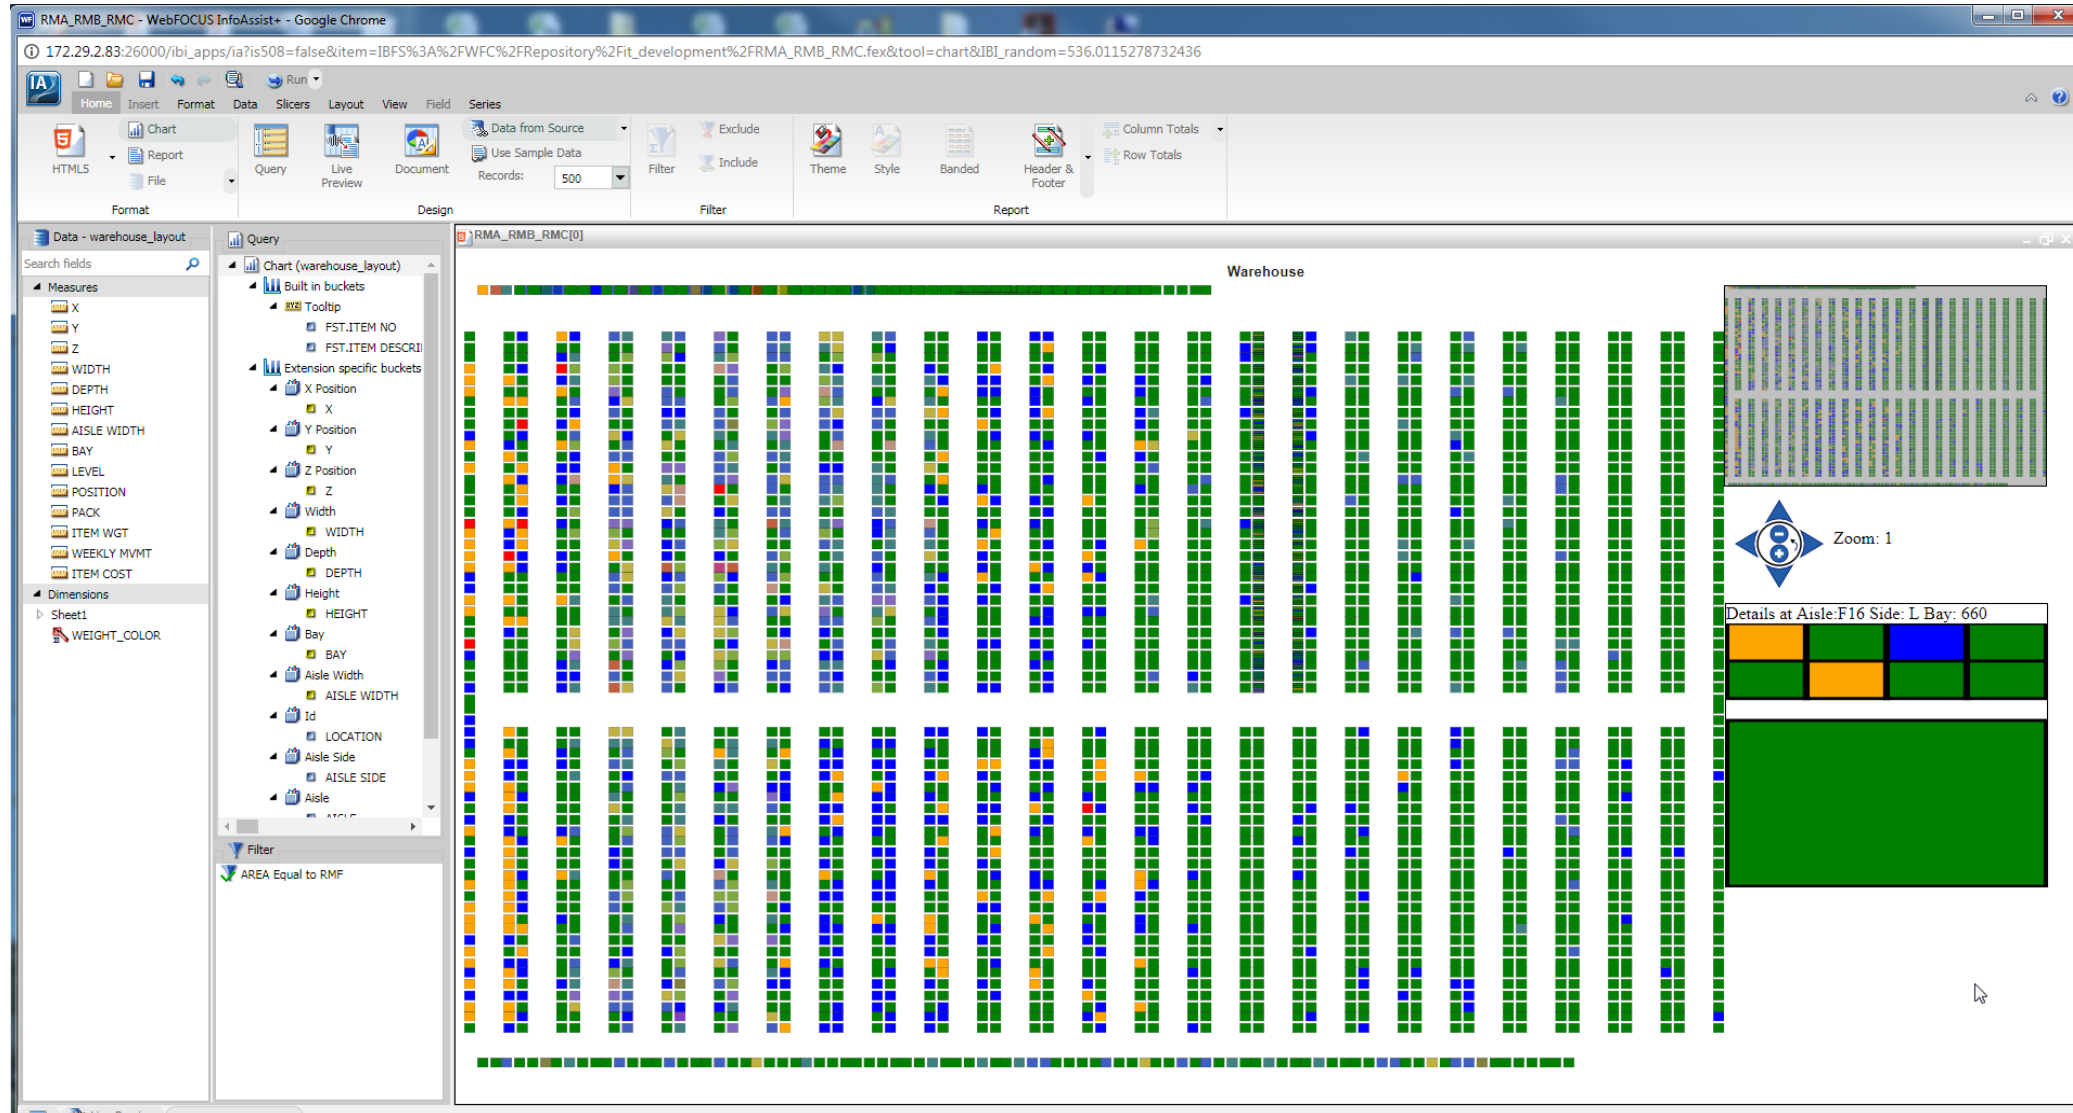 RMA_RMB_RMC - WebFOCUS InfoAssist+ - Google Chrome
172.29.2.83:26000/ibi_apps/ia?is508=false&item=IBFS%3A%2FWFC%2FRepository%2Fit_development%2FRMA_RMB_RMC.fex&tool=chart&IBI_random=536.0115278732436
IA
Run
Home Insert Format Data Slicers Layout View Field Series
HTML5
Chart
Report
File
Format
Query
Live Preview
Document
Data from Source
Use Sample Data
Records: 500
Design
Filter
Exclude
Include
Filter
Theme
Style
Banded
Header & Footer
Column Totals
Row Totals
Report
Data - warehouse_layout
Search fields
Measures
X
Y
Z
WIDTH
DEPTH
HEIGHT
AISLE WIDTH
BAY
LEVEL
POSITION
PACK
ITEM WGT
WEEKLY MVMT
ITEM COST
Dimensions
Sheet1
WEIGHT_COLOR
Query
Chart (warehouse_layout)
Built in buckets
Tooltip
FST.ITEM NO
FST.ITEM DESCRI
Extension specific buckets
X Position
X
Y Position
Y
Z Position
Z
Width
WIDTH
Depth
DEPTH
Height
HEIGHT
Bay
BAY
Aisle Width
AISLE WIDTH
Id
LOCATION
Aisle Side
AISLE SIDE
Aisle
Filter
AREA Equal to RMF
RMA_RMB_RMC[0]
Warehouse
Zoom: 1
Details at Aisle:F16 Side: L Bay: 660